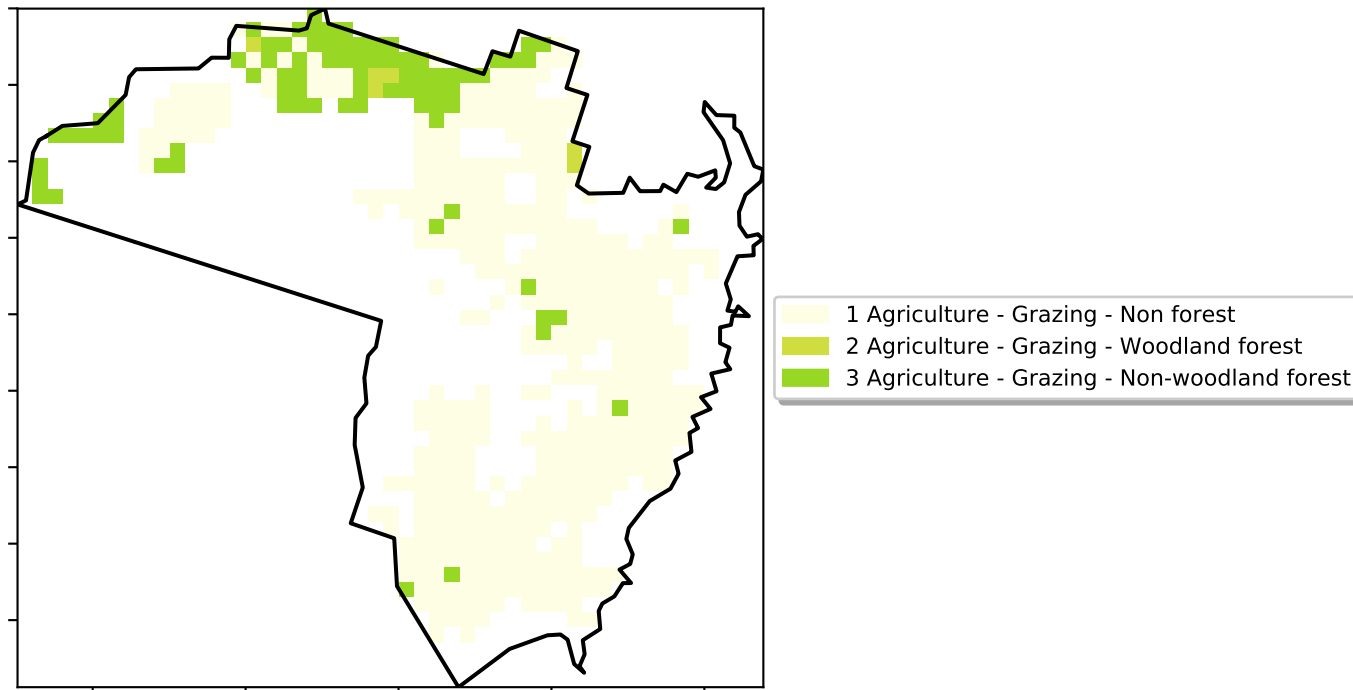 1 Agriculture - Grazing - Non forest
2 Agriculture - Grazing - Woodland forest
3 Agriculture - Grazing - Non-woodland forest